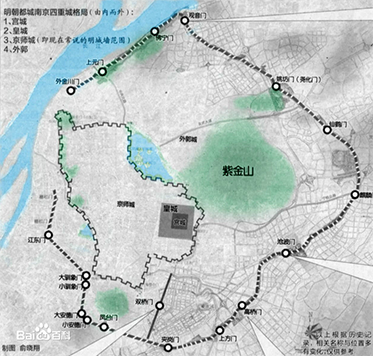 明朝都城南京四重城格局(由内而外):
1、宫城
2、皇城
3、京师城(即现在常说的明城墙范围)
4、外郭
观音门
佛宁门
上元门
外金川门
姚坊门(尧化门)
仙鹤门
外郭城
紫金山
麒麟门
京师城
皇城
宫城
江东门
沧波门
大驯象门
小驯象门
双桥门
高桥门
大安德门
小安德门
凤台门
上方门
夹岗门
以上根据历史记
录,相关名称与位置多
有变化,仅供参考
制图 俞晓翔
Bai 百科